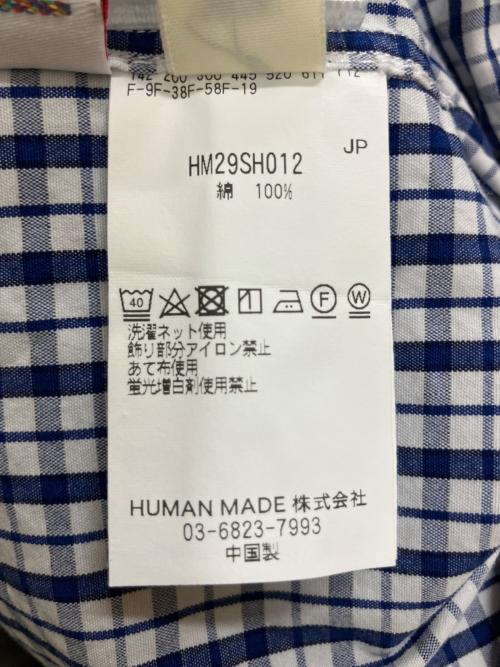 F-9F-38F-58F-19
JP
HM29SH012
綿 100%
40 F W
洗濯ネット使用
飾り部分アイロン禁止
あて布使用
蛍光増白剤使用禁止
HUMAN MADE 株式会社
03-6823-7993
中国製